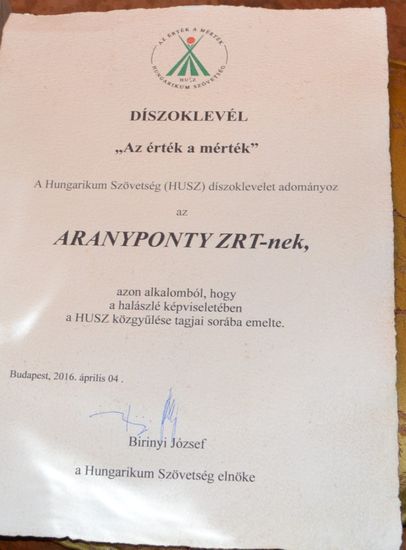 AZ ÉRTÉK A MÉRTÉK
HUSZ
HUNGARIKUM SZÖVETSÉG
DÍSZOKLEVÉL
„Az érték a mérték”
A Hungarikum Szövetség (HUSZ) díszoklevelet adományoz
az
ARANYPONTY ZRT-nek,
azon alkalomból, hogy
a halászlé képviseletében
a HUSZ közgyűlése tagjai sorába emelte.
Budapest, 2016. április 04 .
Birinyi József
a Hungarikum Szövetség elnöke